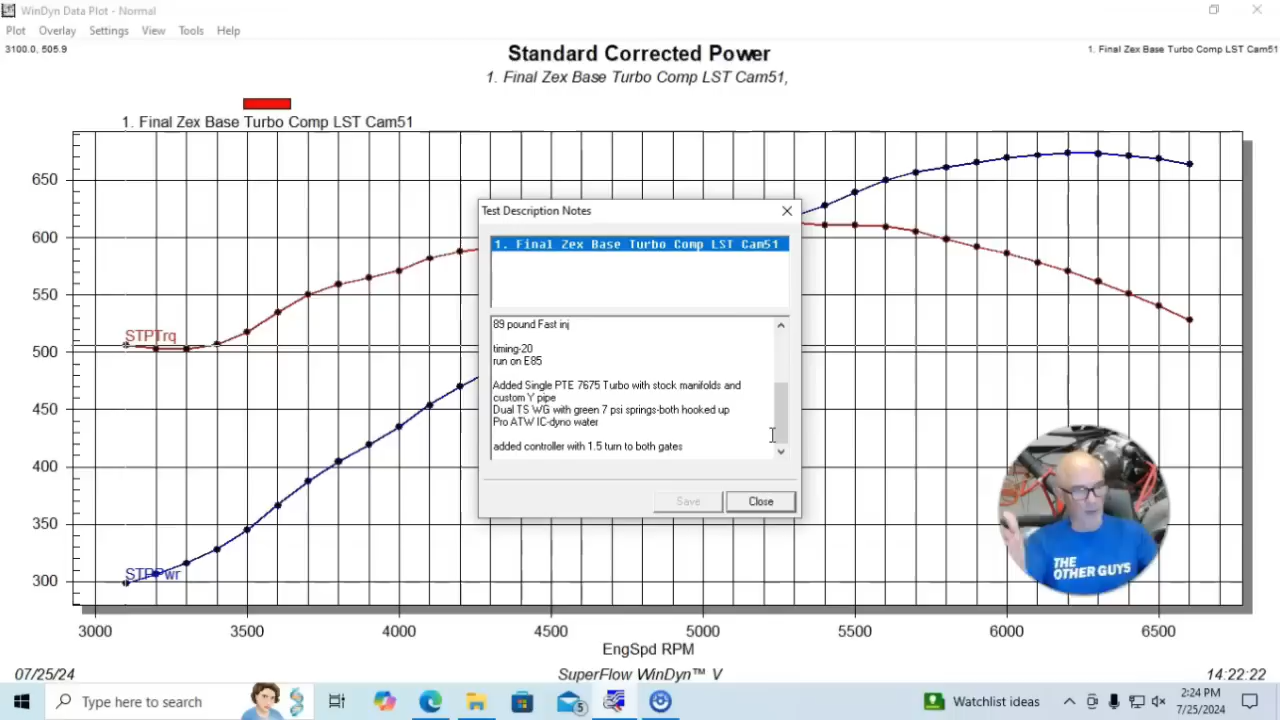 WinDyn Data Plot - Normal
Plot Overlay Settings View Tools Help
3100.0, 505.9
Standard Corrected Power
1. Final Zex Base Turbo Comp LST Cam51
1. Final Zex Base Turbo Comp LST Cam51,
1. Final Zex Base Turbo Comp LST Cam51
650
600
550
500
450
400
350
300
STPTrq
STPPwr
Test Description Notes
1. Final Zex Base Turbo Comp LST Cam51
89 pound Fast inj
timing-20
run on E85
Added Single PTE 7675 Turbo with stock manifolds and
custom Y pipe
Dual TS WG with green 7 psi springs-both hooked up
Pro ATW IC-dyno water
added controller with 1.5 turn to both gates
Save Close
THE
OTHER GUYS
3000 3500 4000 4500 5000 5500 6000 6500
EngSpd RPM
07/25/24 SuperFlow WinDyn™ V 14:22:22
Type here to search
5
Watchlist ideas
2:24 PM
7/25/2024